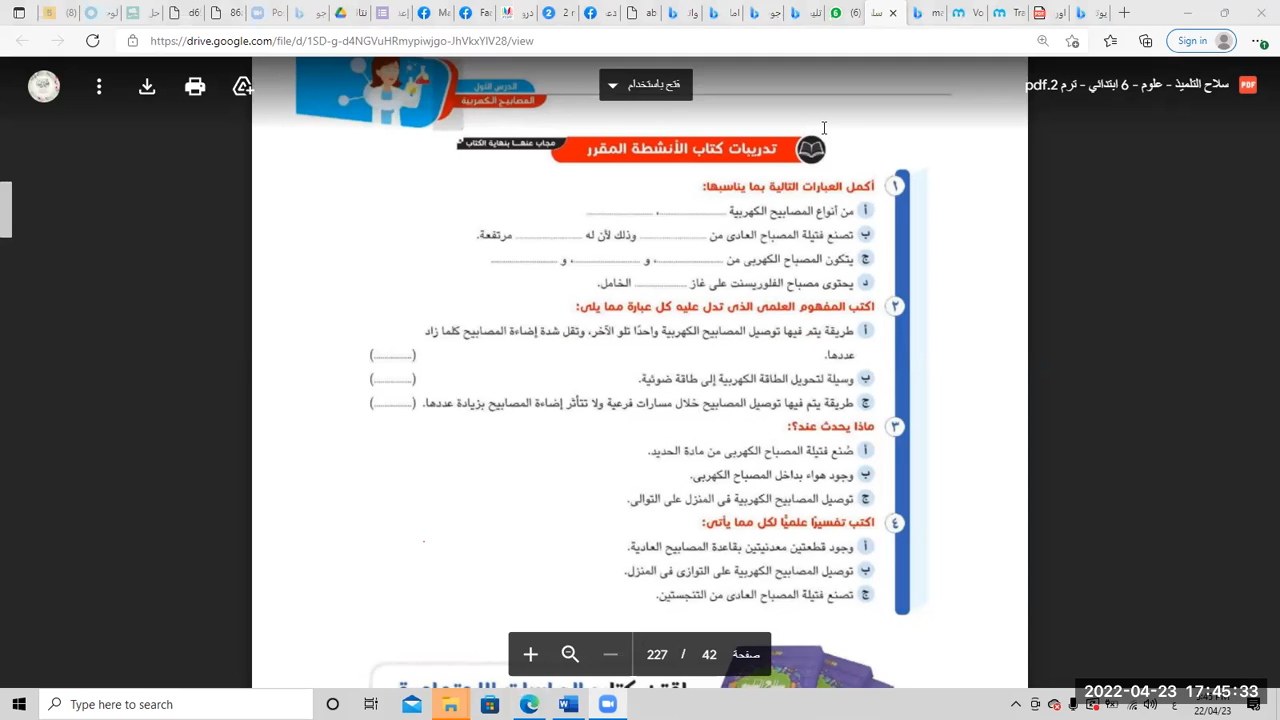 https://drive.google.com/file/d/1SD-g-d4NGVuHRmypiwjgo-JhVkxYlV28/view
Sign in
سلاح التلميذ - علوم - 6 ابتدائي - ترم 2.pdf
PDF
فتح باستخدام
الدرس الأول
المصابيح الكهربية
تدريبات كتاب الأنشطة المقرر
مجاب عنها بنهاية الكتاب
١ أكمل العبارات التالية بما يناسبها:
أ من أنواع المصابيح الكهربية ................، ................
ب تصنع فتيلة المصباح العادى من ................ وذلك لأن له ................ مرتفعة.
ج يتكون المصباح الكهربى من ................، و ................، و ................
د يحتوى مصباح الفلوريسنت على غاز ............ الخامل.
٢ اكتب المفهوم العلمى الذى تدل عليه كل عبارة مما يلى:
أ طريقة يتم فيها توصيل المصابيح الكهربية واحدًا تلو الآخر، وتقل شدة إضاءة المصابيح كلما زاد
عددها. (............)
ب وسيلة لتحويل الطاقة الكهربية إلى طاقة ضوئية. (............)
ج طريقة يتم فيها توصيل المصابيح خلال مسارات فرعية ولا تتأثر إضاءة المصابيح بزيادة عددها. (............)
٣ ماذا يحدث عند؟:
أ صُنع فتيلة المصباح الكهربى من مادة الحديد.
ب وجود هواء بداخل المصباح الكهربى.
ج توصيل المصابيح الكهربية فى المنزل على التوالى.
٤ اكتب تفسيرًا علميًّا لكل مما يأتى:
أ وجود قطعتين معدنيتين بقاعدة المصابيح العادية.
ب توصيل المصابيح الكهربية على التوازى فى المنزل.
ج تصنع فتيلة المصباح العادى من التنجستين.
صفحة 42 / 227
Type here to search
2022-04-23 17:45:33
22/04/23